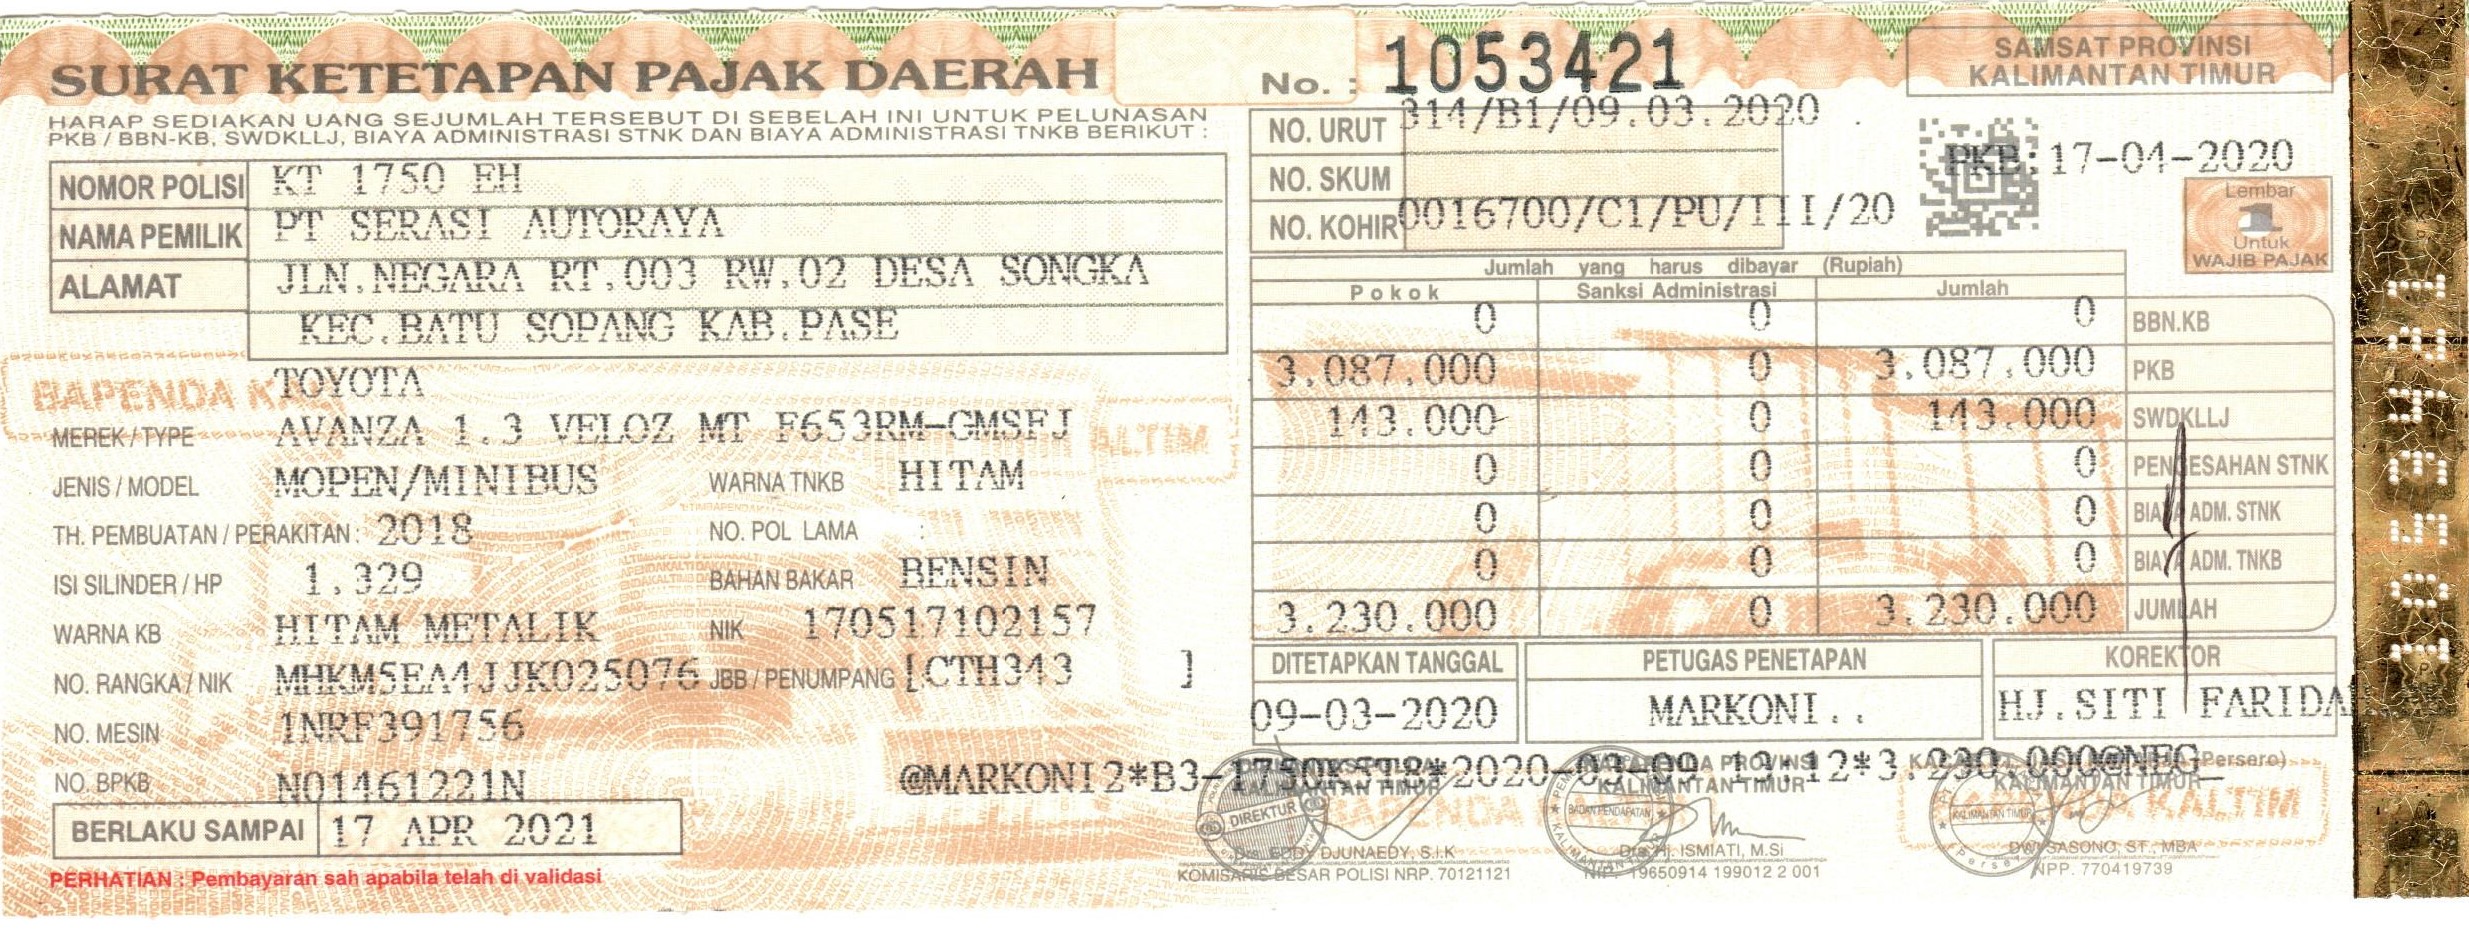 SURAT KETETAPAN PAJAK DAERAH
HARAP SEDIAKAN UANG SEJUMLAH TERSEBUT DI SEBELAH INI UNTUK PELUNASAN
PKB / BBN-KB, SWDKLLJ, BIAYA ADMINISTRASI STNK DAN BIAYA ADMINISTRASI TNKB BERIKUT :
NOMOR POLISI KT 1750 EH
NAMA PEMILIK PT SERASI AUTORAYA
ALAMAT JLN.NEGARA RT.003 RW.02 DESA SONGKA
KEC.BATU SOPANG KAB.PASE
TOYOTA
MEREK / TYPE AVANZA 1.3 VELOZ MT F653RM-GMSFJ
JENIS / MODEL MOPEN/MINIBUS WARNA TNKB HITAM
TH. PEMBUATAN / PERAKITAN : 2018 NO. POL LAMA :
ISI SILINDER / HP 1.329 BAHAN BAKAR BENSIN
WARNA KB HITAM METALIK NIK 170517102157
NO. RANGKA / NIK MHKM5EA4JJK025076 JBB / PENUMPANG [CTH343 ]
NO. MESIN 1NRF391756
NO. BPKB N01461221N
BERLAKU SAMPAI 17 APR 2021
PERHATIAN : Pembayaran sah apabila telah di validasi
No. : 1053421
SAMSAT PROVINSI
KALIMANTAN TIMUR
NO. URUT 314/B1/09.03.2020
NO. SKUM
NO. KOHIR 0016700/C1/PU/III/20
PKB:17-04-2020
Lembar
1
Untuk
WAJIB PAJAK
Jumlah yang harus dibayar (Rupiah)
Pokok Sanksi Administrasi Jumlah
0 0 0 BBN.KB
3.087.000 0 3.087.000 PKB
143.000 0 143.000 SWDKLLJ
0 0 0 PENGESAHAN STNK
0 0 0 BIAYA ADM. STNK
0 0 0 BIAYA ADM. TNKB
3.230.000 0 3.230.000 JUMLAH
DITETAPKAN TANGGAL PETUGAS PENETAPAN KOREKTOR
09-03-2020 MARKONI.. HJ.SITI FARIDA
@MARKONI2*B3-1750KST8*2020-03-09 13:12*3.230.000@NFG_
KALIMANTAN TIMUR KALIMANTAN TIMUR KALIMANTAN TIMUR
DIREKTUR BADAN PENDAPATAN KALIMANTAN TIMUR
DJUNAEDY, S.I.K Dra. Hj. ISMIATI, M.Si DWI SASONO, ST., MBA
KOMISARIS BESAR POLISI NRP. 70121121 NIP. 19650914 199012 2 001 NPP. 770419739
BAPENDA KALTIM